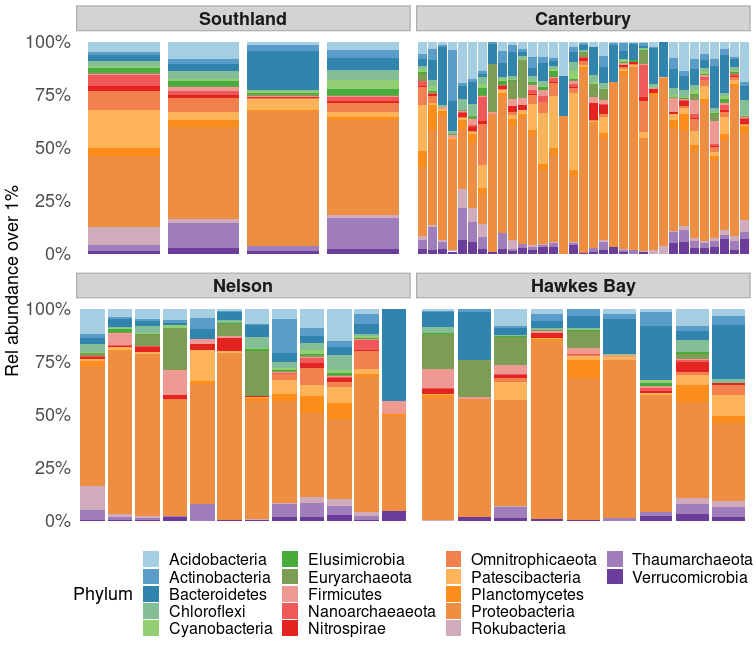 Southland
Canterbury
100%
75%
50%
25%
0%
Nelson
Hawkes Bay
100%
75%
50%
25%
0%
Rel abundance over 1%
Phylum
Acidobacteria
Actinobacteria
Bacteroidetes
Chloroflexi
Cyanobacteria
Elusimicrobia
Euryarchaeota
Firmicutes
Nanoarchaeaeota
Nitrospirae
Omnitrophicaeota
Patescibacteria
Planctomycetes
Proteobacteria
Rokubacteria
Thaumarchaeota
Verrucomicrobia